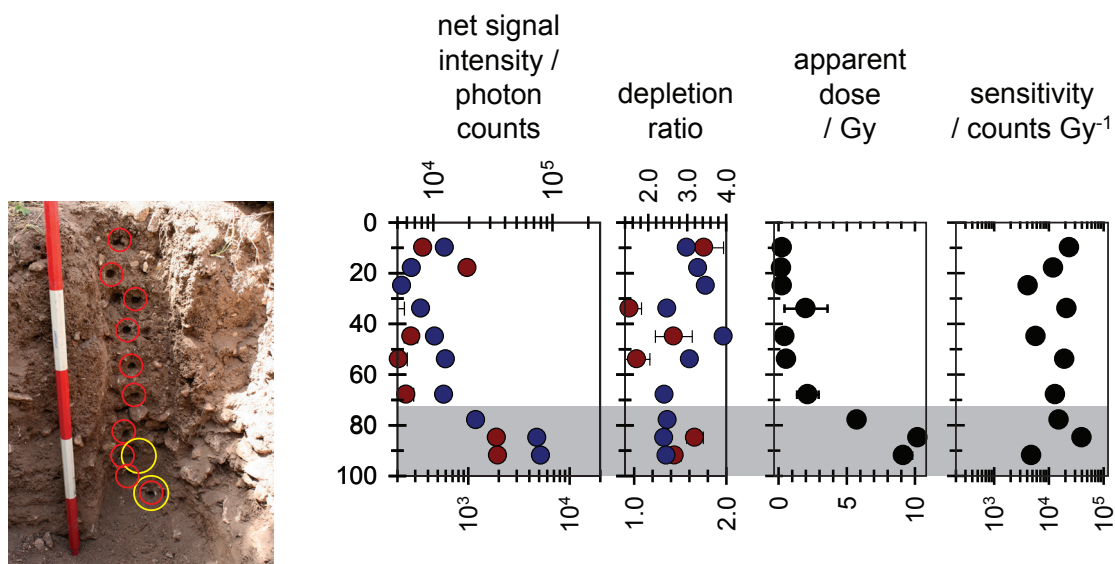 net signal
intensity /
photon
counts
depletion
ratio
apparent
dose
/ Gy
sensitivity
/ counts Gy⁻¹
10⁴ 10⁵
2.0 3.0 4.0
0
20
40
60
80
100
10³ 10⁴
1.0 2.0
0 5 10
10³ 10⁴ 10⁵